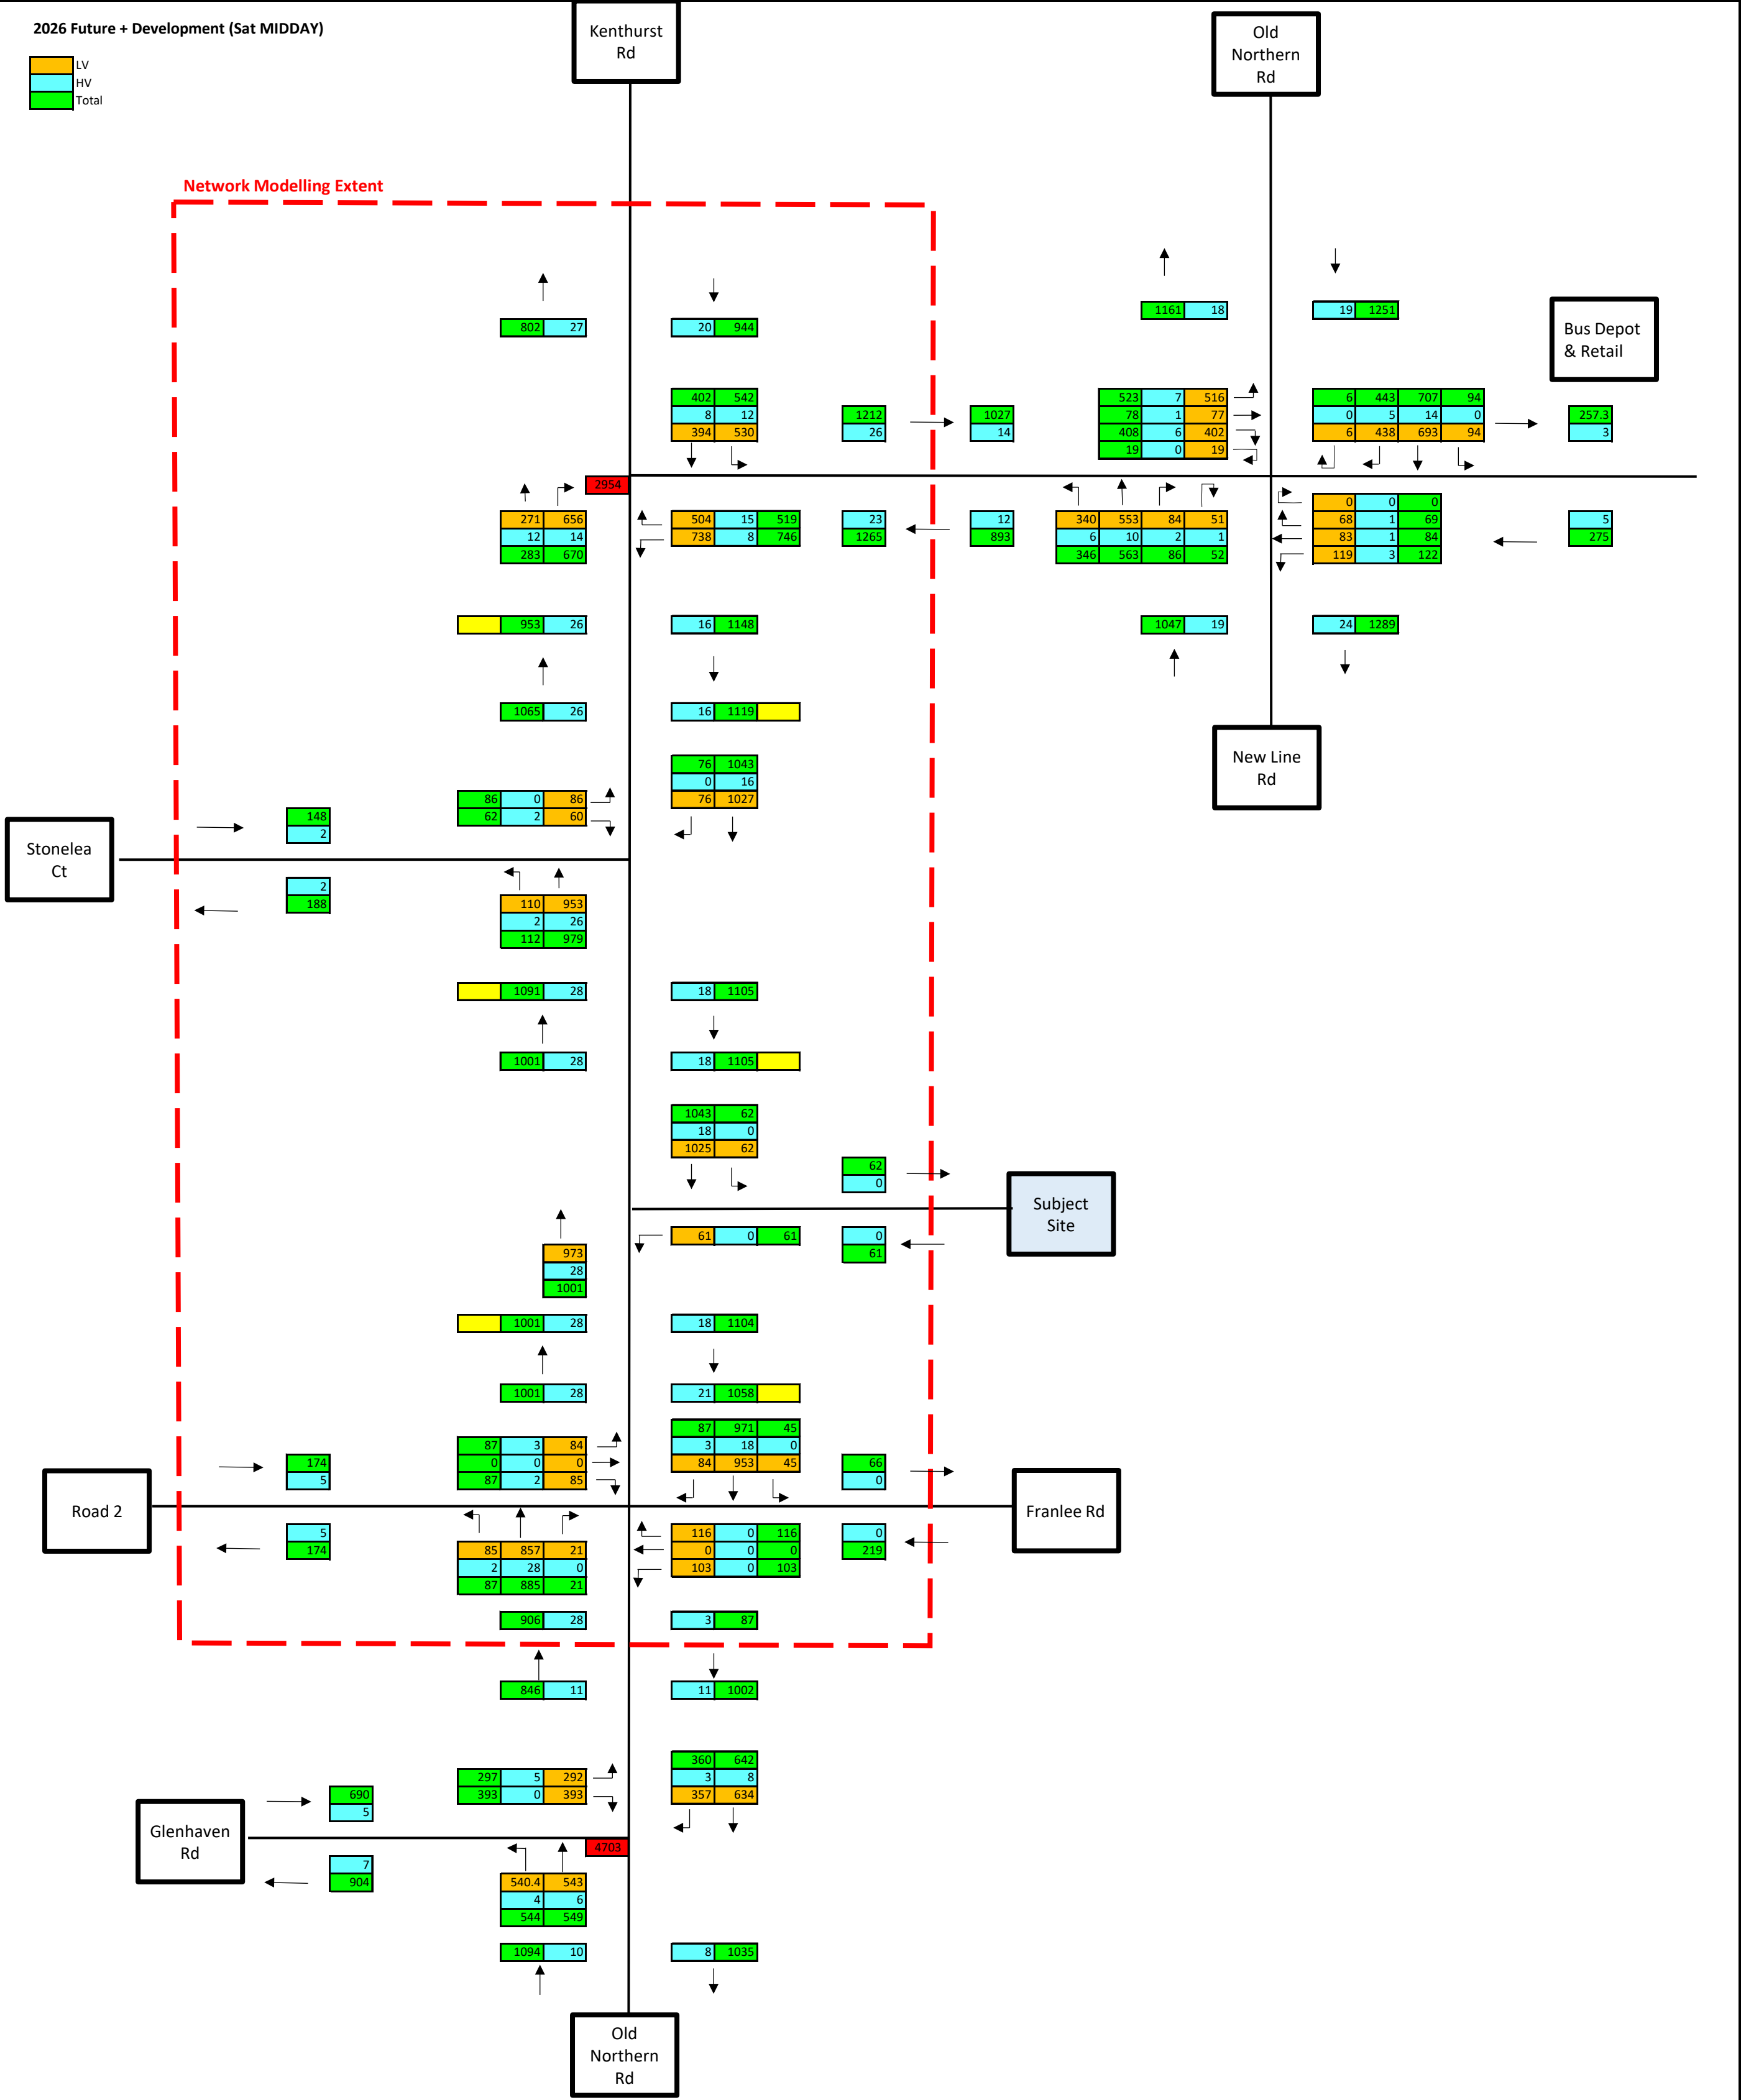 2026 Future + Development (Sat MIDDAY)
LV
HV
Total
Kenthurst
Rd
Old
Northern
Rd
Network Modelling Extent
802 27
20 944
1161 18
19 1251
Bus Depot
& Retail
402 542
8 12
394 530
1212
26
1027
14
523 7 516
78 1 77
408 6 402
19 0 19
6 443 707 94
0 5 14 0
6 438 693 94
257.3
3
2954
271 656
12 14
283 670
504 15 519
738 8 746
23
1265
12
893
340 553 84 51
6 10 2 1
346 563 86 52
0 0 0
68 1 69
83 1 84
119 3 122
5
275
953 26
16 1148
1047 19
24 1289
1065 26
16 1119
New Line
Rd
76 1043
0 16
76 1027
86 0 86
62 2 60
148
2
Stonelea
Ct
2
188
110 953
2 26
112 979
1091 28
18 1105
1001 28
18 1105
1043 62
18 0
1025 62
62
0
Subject
Site
61 0 61
0
61
973
28
1001
1001 28
18 1104
1001 28
21 1058
87 971 45
3 18 0
84 953 45
87 3 84
0 0 0
87 2 85
174
5
66
0
Road 2
Franlee Rd
5
174
85 857 21
2 28 0
87 885 21
116 0 116
0 0 0
103 0 103
0
219
906 28
3 87
846 11
11 1002
360 642
3 8
357 634
297 5 292
393 0 393
690
5
Glenhaven
Rd
4703
7
904
540.4 543
4 6
544 549
1094 10
8 1035
Old
Northern
Rd